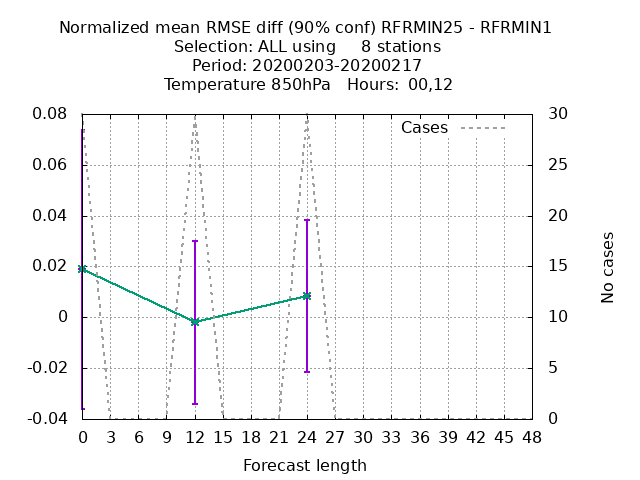 Normalized mean RMSE diff (90% conf) RFRMIN25 - RFRMIN1
Selection: ALL using 8 stations
Period: 20200203-20200217
Temperature 850hPa Hours: 00,12
Cases
0.08
0.06
0.04
0.02
0
-0.02
-0.04
30
25
20
15
10
5
0
No cases
0 3 6 9 12 15 18 21 24 27 30 33 36 39 42 45 48
Forecast length